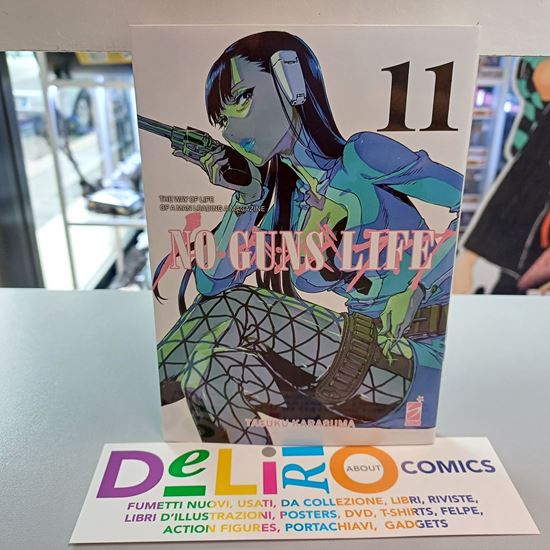 11
THE WAY OF LIFE
OF A MAN LOADING A MAGAZINE
NO GUNS LIFE
TASUKU KARASUMA
DeLiRiO ABOUT COMICS
FUMETTI NUOVI, USATI, DA COLLEZIONE, LIBRI, RIVISTE,
LIBRI D'ILLUSTRAZIONI, POSTERS, DVD, T-SHIRTS, FELPE,
ACTION FIGURES, PORTACHIAVI, GADGETS